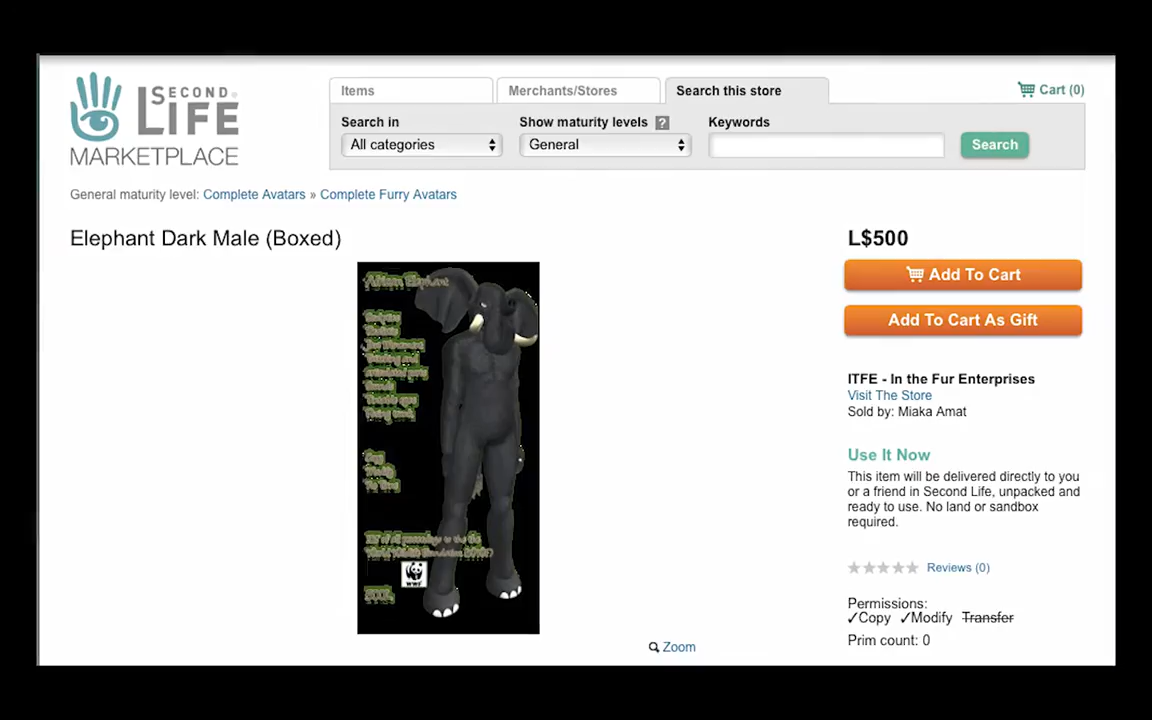 SECOND
LIFE
MARKETPLACE
Items
Merchants/Stores
Search this store
Cart (0)
Search in
Show maturity levels ?
Keywords
All categories
General
Search
General maturity level: Complete Avatars » Complete Furry Avatars
Elephant Dark Male (Boxed)
L$500
Add To Cart
Add To Cart As Gift
ITFE - In the Fur Enterprises
Visit The Store
Sold by: Miaka Amat
Use It Now
This item will be delivered directly to you
or a friend in Second Life, unpacked and
ready to use. No land or sandbox
required.
Reviews (0)
Permissions:
✓Copy ✓Modify Transfer
Prim count: 0
African Elephant
WWF
Zoom